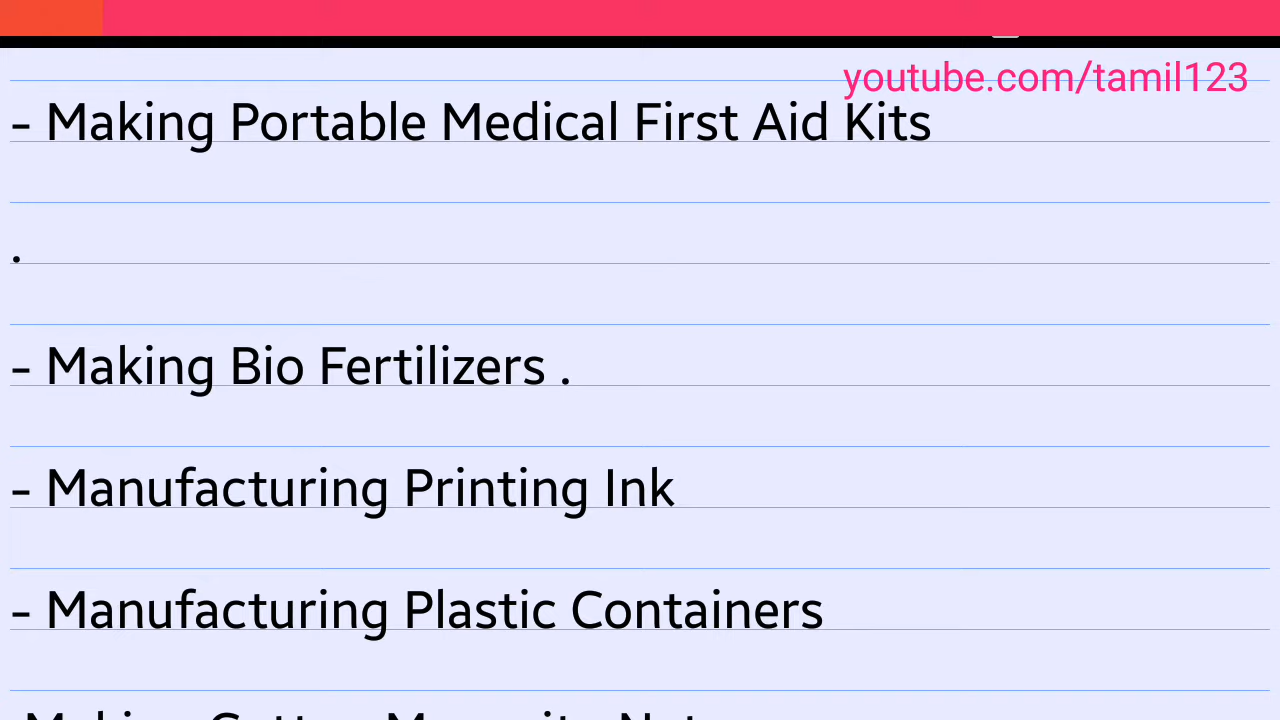 youtube.com/tamil123
- Making Portable Medical First Aid Kits
.
- Making Bio Fertilizers .
- Manufacturing Printing Ink
- Manufacturing Plastic Containers